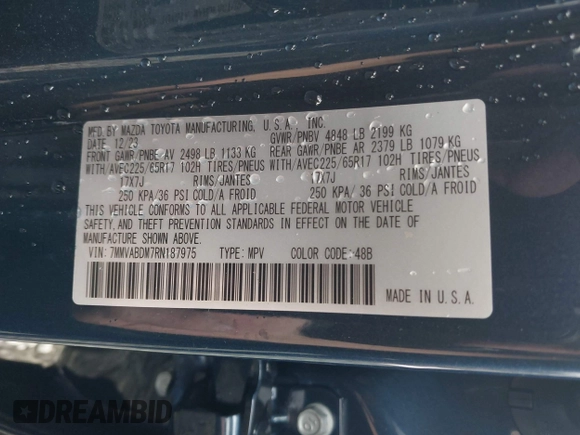 MFD. BY MAZDA TOYOTA MANUFACTURING, U.S.A., INC.
DATE 12/23 GVWR/PNBV 4848 LB 2199 KG
FRONT GAWR/PNBE AV 2498 LB 1133 KG REAR GAWR/PNBE AR 2379 LB 1079 KG
WITH/AVEC225/65R17 102H TIRES/PNEUS WITH/AVEC225/65R17 102H TIRES/PNEUS
17X7J RIMS/JANTES 17X7J RIMS/JANTES
250 KPA/36 PSI COLD/A FROID 250 KPA/36 PSI COLD/A FROID
THIS VEHICLE CONFORMS TO ALL APPLICABLE FEDERAL MOTOR VEHICLE
SAFETY, AND THEFT PREVENTION STANDARDS IN EFFECT ON THE DATE OF
MANUFACTURE SHOWN ABOVE.
VIN: 7MMVABDM7RN187975 TYPE: MPV COLOR CODE: 48B
MADE IN U.S.A.
DREAMBID